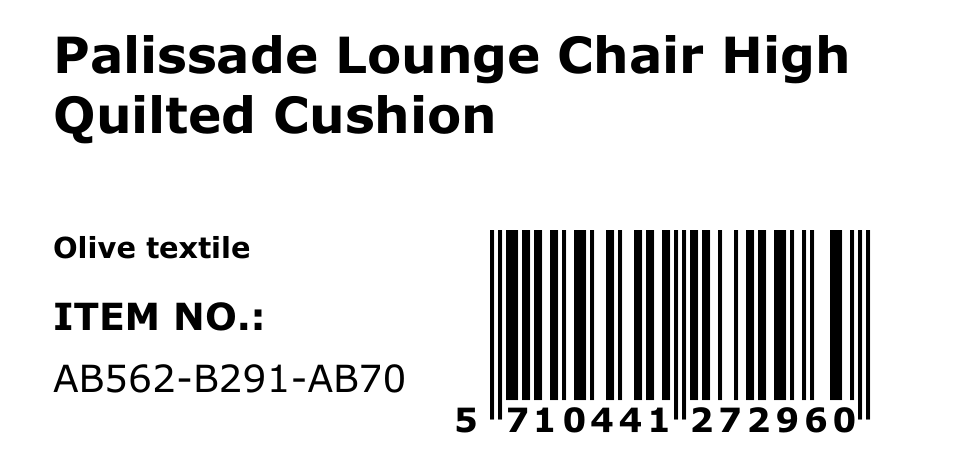 Palissade Lounge Chair High
Quilted Cushion
Olive textile
ITEM NO.:
AB562-B291-AB70
5 710441 272960